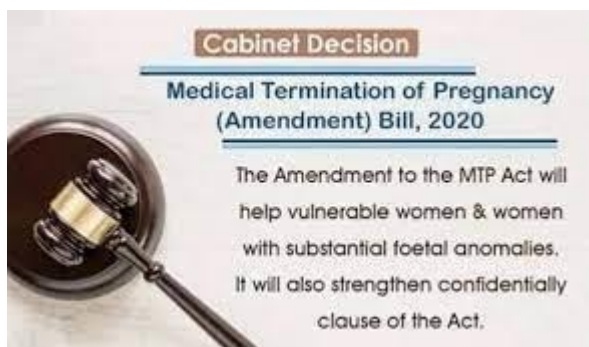 Cabinet Decision
Medical Termination of Pregnancy
(Amendment) Bill, 2020
The Amendment to the MTP Act will
help vulnerable women & women
with substantial foetal anomalies.
It will also strengthen confidentially
clause of the Act.